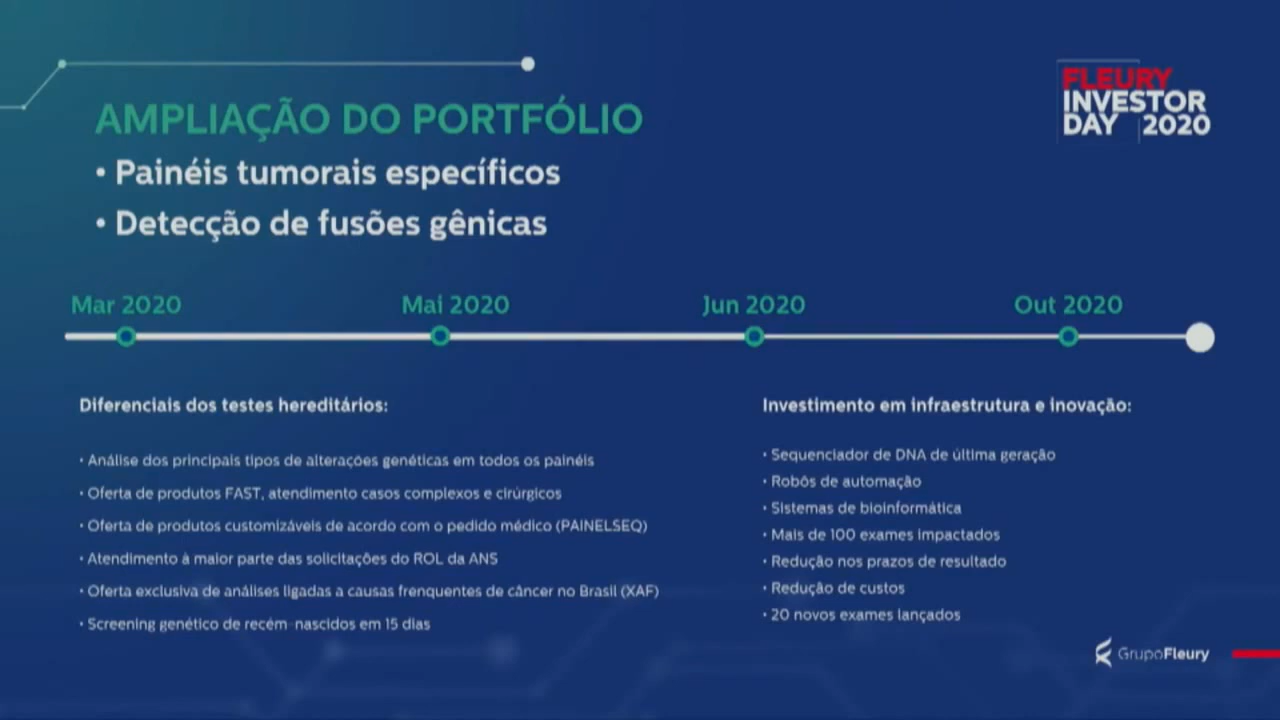 FLEURY
INVESTOR
DAY 2020
AMPLIAÇÃO DO PORTFÓLIO
• Painéis tumorais específicos
• Detecção de fusões gênicas
Mar 2020
Mai 2020
Jun 2020
Out 2020
Diferenciais dos testes hereditários:
• Análise dos principais tipos de alterações genéticas em todos os painéis
• Oferta de produtos FAST, atendimento casos complexos e cirúrgicos
• Oferta de produtos customizáveis de acordo com o pedido médico (PAINELSEQ)
• Atendimento à maior parte das solicitações do ROL da ANS
• Oferta exclusiva de análises ligadas a causas frenquentes de câncer no Brasil (XAF)
• Screening genético de recém nascidos em 15 dias
Investimento em infraestrutura e inovação:
• Sequenciador de DNA de última geração
• Robôs de automação
• Sistemas de bioinformática
• Mais de 100 exames impactados
• Redução nos prazos de resultado
• Redução de custos
• 20 novos exames lançados
GrupoFleury